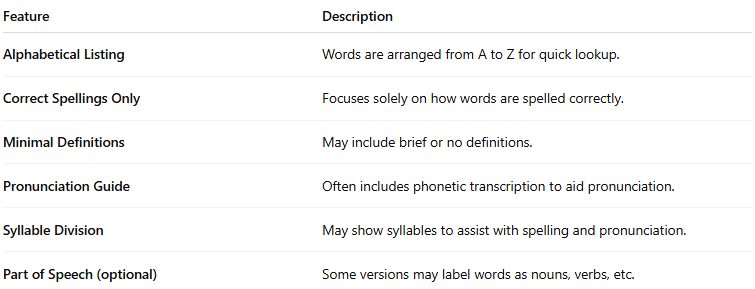 Feature Description
Alphabetical Listing Words are arranged from A to Z for quick lookup.
Correct Spellings Only Focuses solely on how words are spelled correctly.
Minimal Definitions May include brief or no definitions.
Pronunciation Guide Often includes phonetic transcription to aid pronunciation.
Syllable Division May show syllables to assist with spelling and pronunciation.
Part of Speech (optional) Some versions may label words as nouns, verbs, etc.